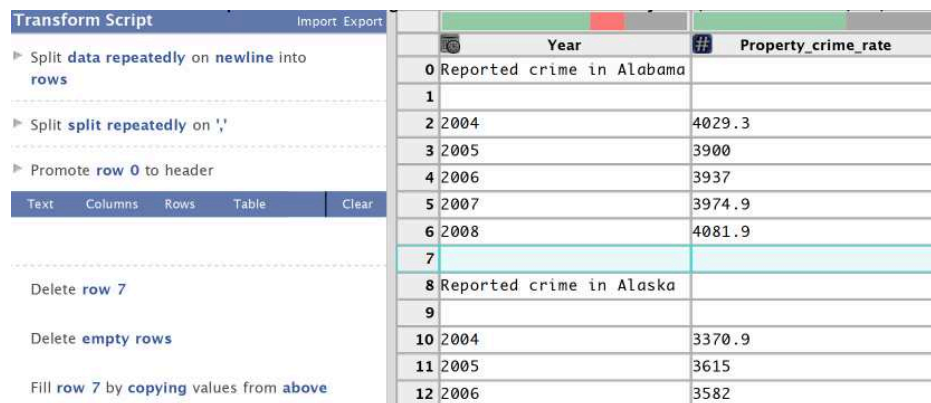 Transform Script Import Export
Split data repeatedly on newline into
rows
Split split repeatedly on ','
Promote row 0 to header
Text Columns Rows Table Clear
Delete row 7
Delete empty rows
Fill row 7 by copying values from above
Year # Property_crime_rate
0 Reported crime in Alabama
1
2 2004 4029.3
3 2005 3900
4 2006 3937
5 2007 3974.9
6 2008 4081.9
7
8 Reported crime in Alaska
9
10 2004 3370.9
11 2005 3615
12 2006 3582